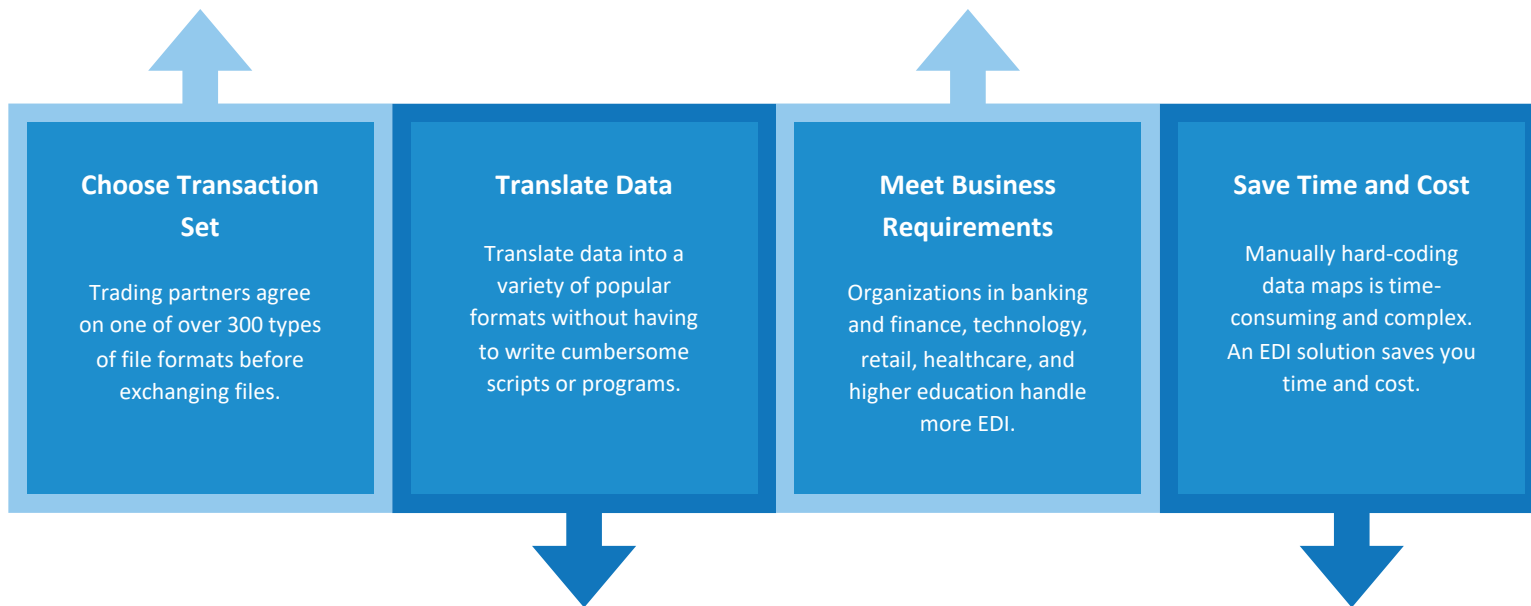 Choose Transaction
Set
Trading partners agree
on one of over 300 types
of file formats before
exchanging files.
Translate Data
Translate data into a
variety of popular
formats without having
to write cumbersome
scripts or programs.
Meet Business
Requirements
Organizations in banking
and finance, technology,
retail, healthcare, and
higher education handle
more EDI.
Save Time and Cost
Manually hard-coding
data maps is time-
consuming and complex.
An EDI solution saves you
time and cost.